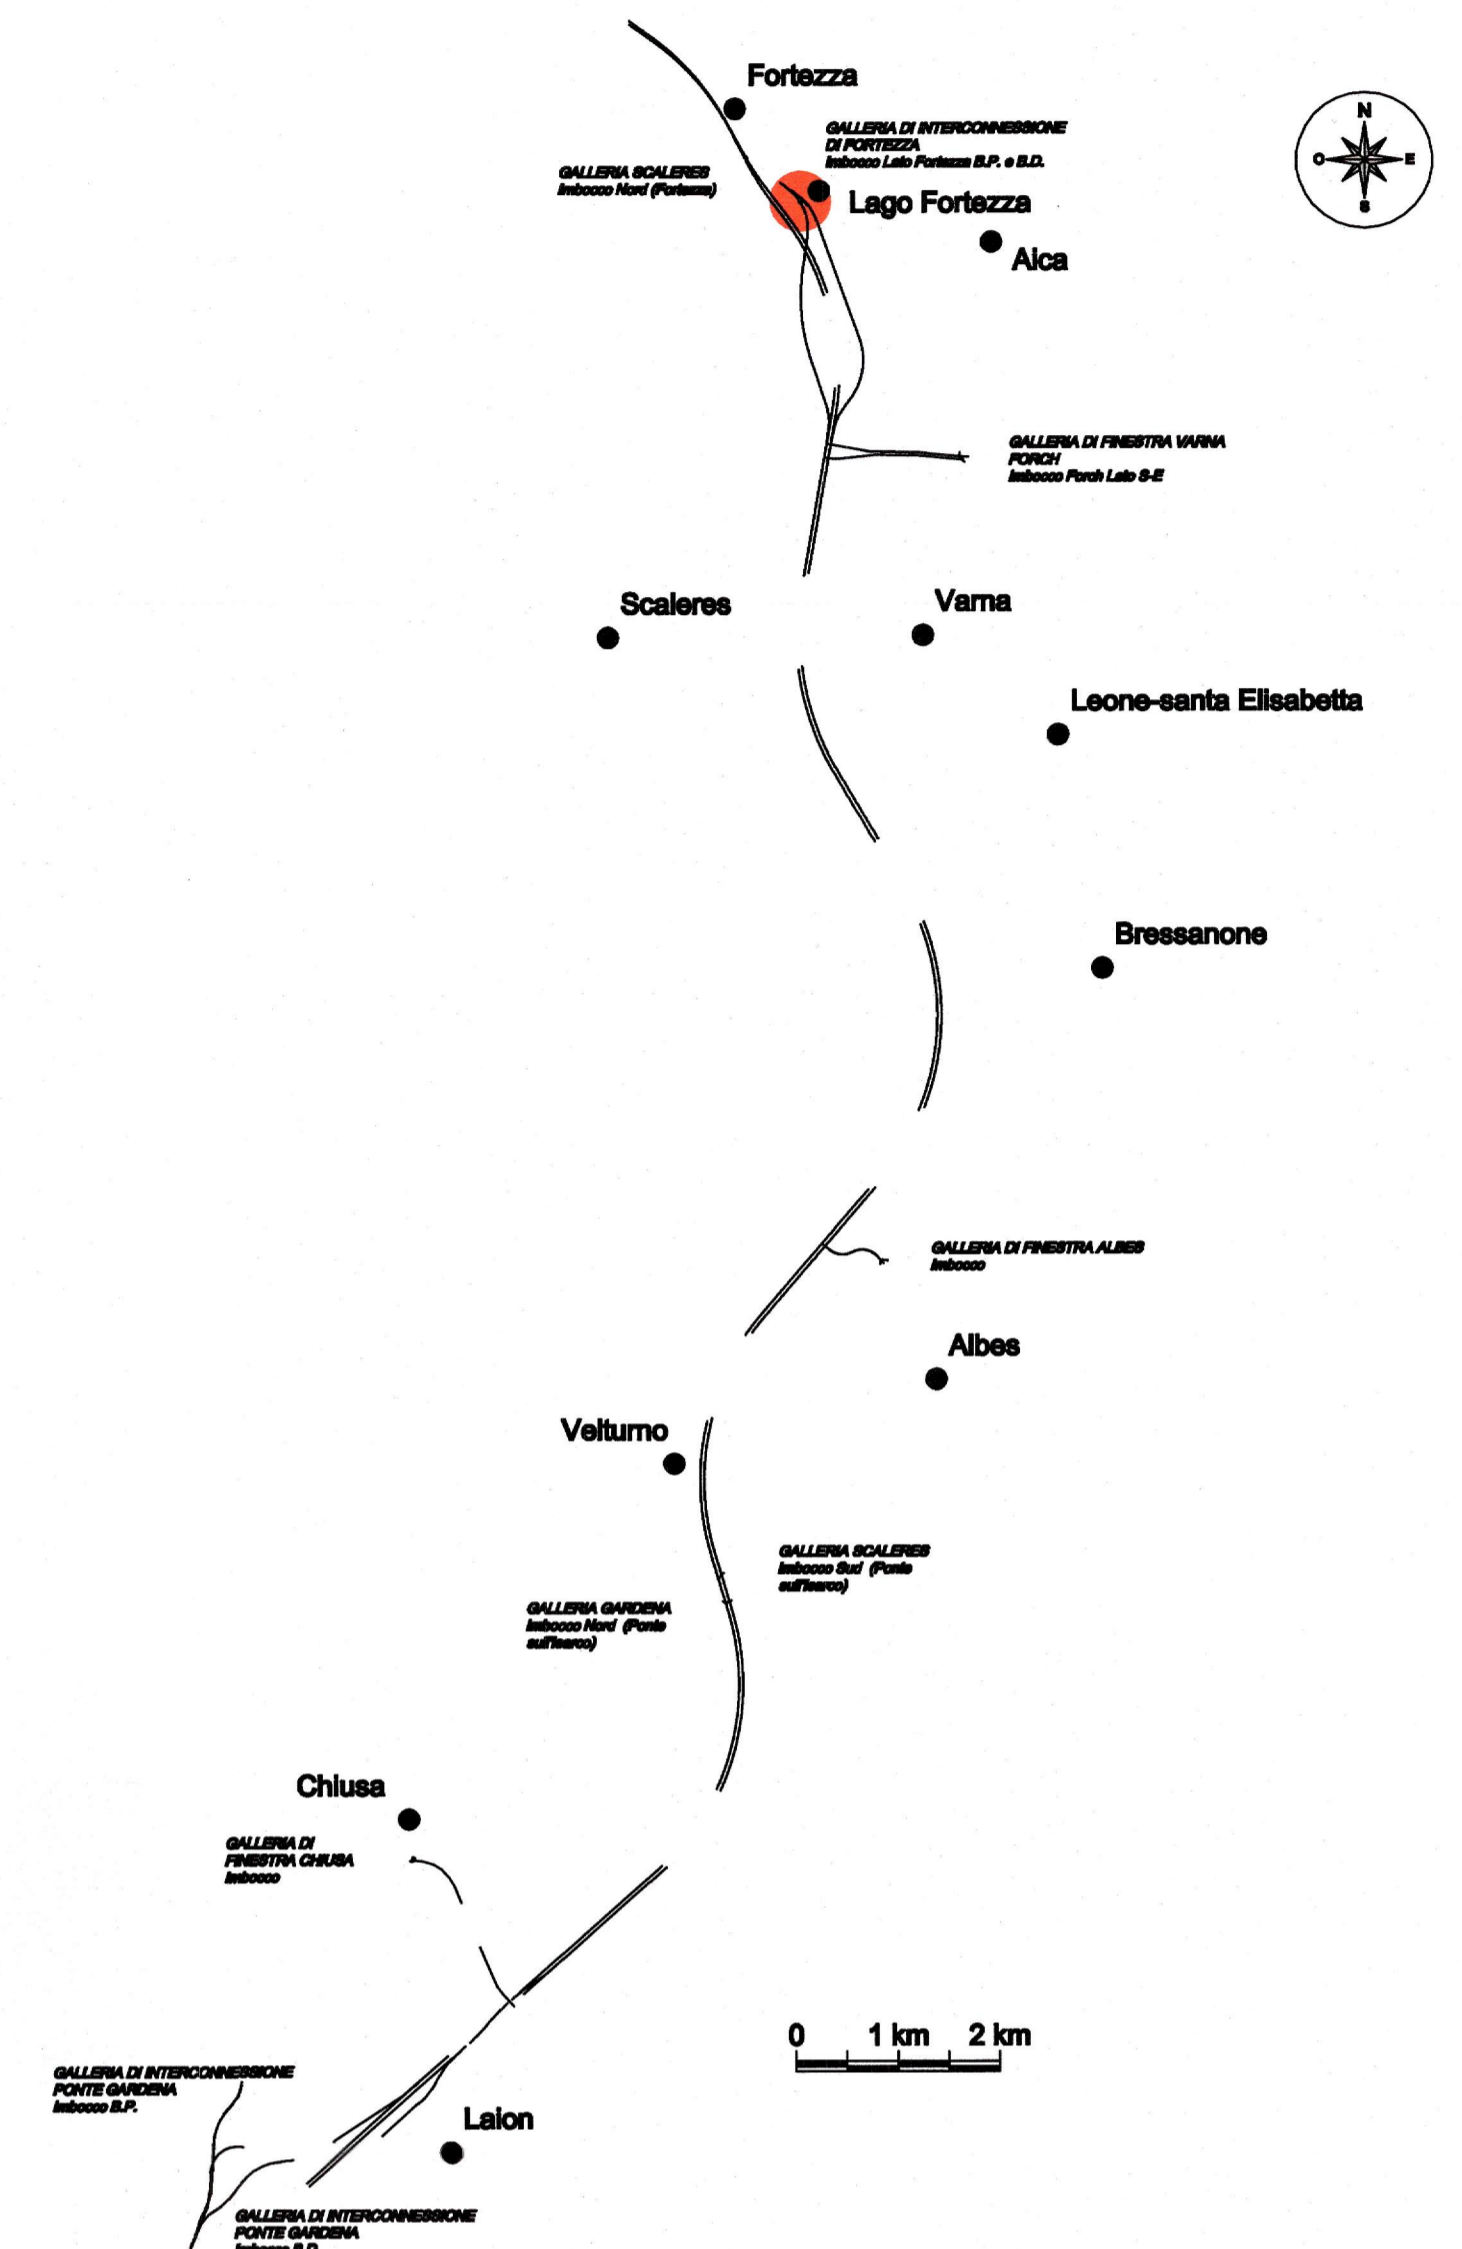 Fortezza
N
O E
S
GALLERIA DI INTERCONNESSIONE
DI FORTEZZA
Imbocco Lato Fortezza B.P. e B.D.
GALLERIA SCALERES
Imbocco Nord (Fortezza)
Lago Fortezza
Aica
GALLERIA DI FINESTRA VARNA
FORCH
Imbocco Forch Lato S-E
Scaleres
Varna
Leone-santa Elisabetta
Bressanone
GALLERIA DI FINESTRA ALBES
Imbocco
Albes
Velturno
GALLERIA SCALERES
Imbocco Sud (Ponte
sull'Isarco)
GALLERIA GARDENA
Imbocco Nord (Ponte
sull'Isarco)
Chiusa
GALLERIA DI
FINESTRA CHIUSA
Imbocco
0 1 km 2 km
GALLERIA DI INTERCONNESSIONE
PONTE GARDENA
Imbocco B.P.
Laion
GALLERIA DI INTERCONNESSIONE
PONTE GARDENA
Imbocco B.D.